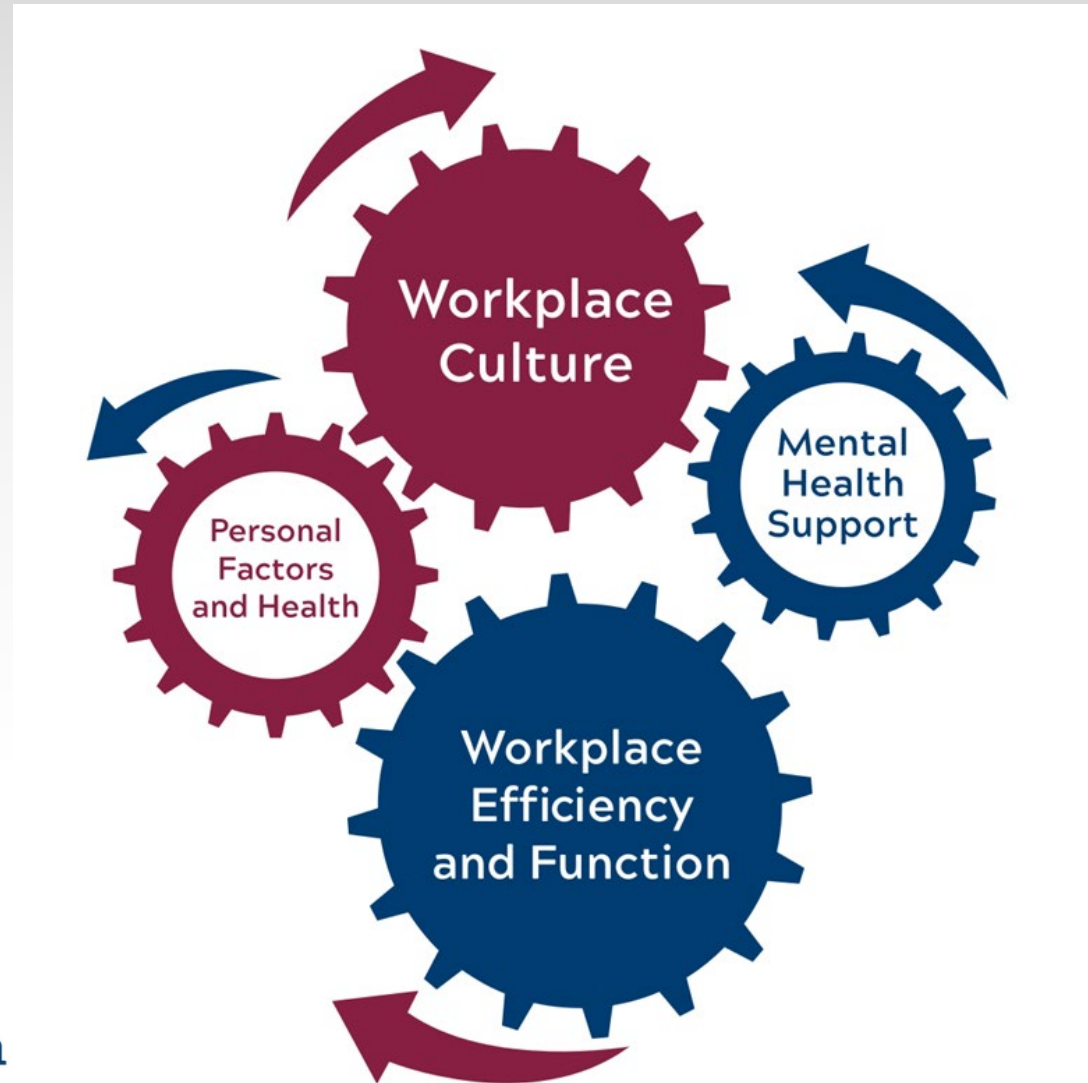 Workplace
Culture
Mental
Health
Support
Personal
Factors
and Health
Workplace
Efficiency
and Function